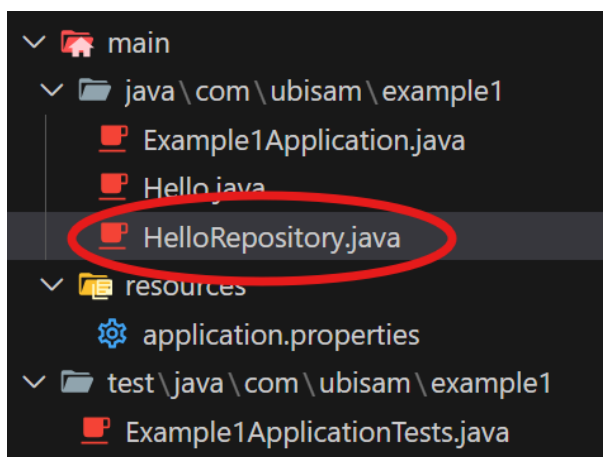 main
java\com\ubisam\example1
Example1Application.java
Hello.java
HelloRepository.java
resources
application.properties
test\java\com\ubisam\example1
Example1ApplicationTests.java